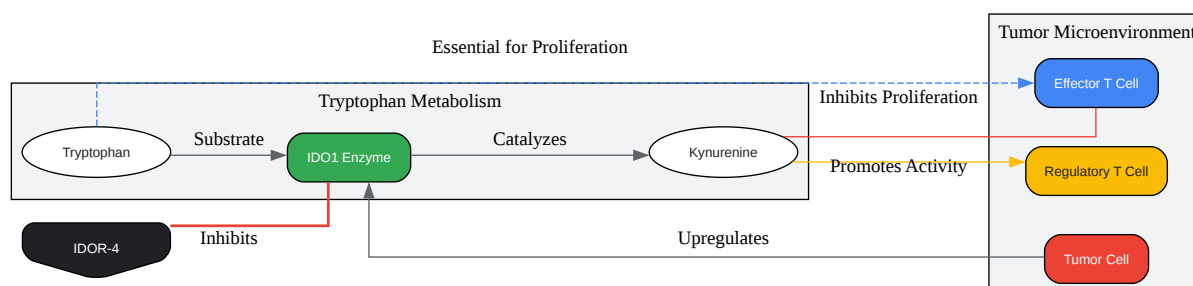 Tumor Microenvironment
Essential for Proliferation
Effector T Cell
Tryptophan Metabolism
Inhibits Proliferation
Tryptophan
Substrate
IDO1 Enzyme
Catalyzes
Kynurenine
Promotes Activity
Regulatory T Cell
IDOR-4
Inhibits
Upregulates
Tumor Cell